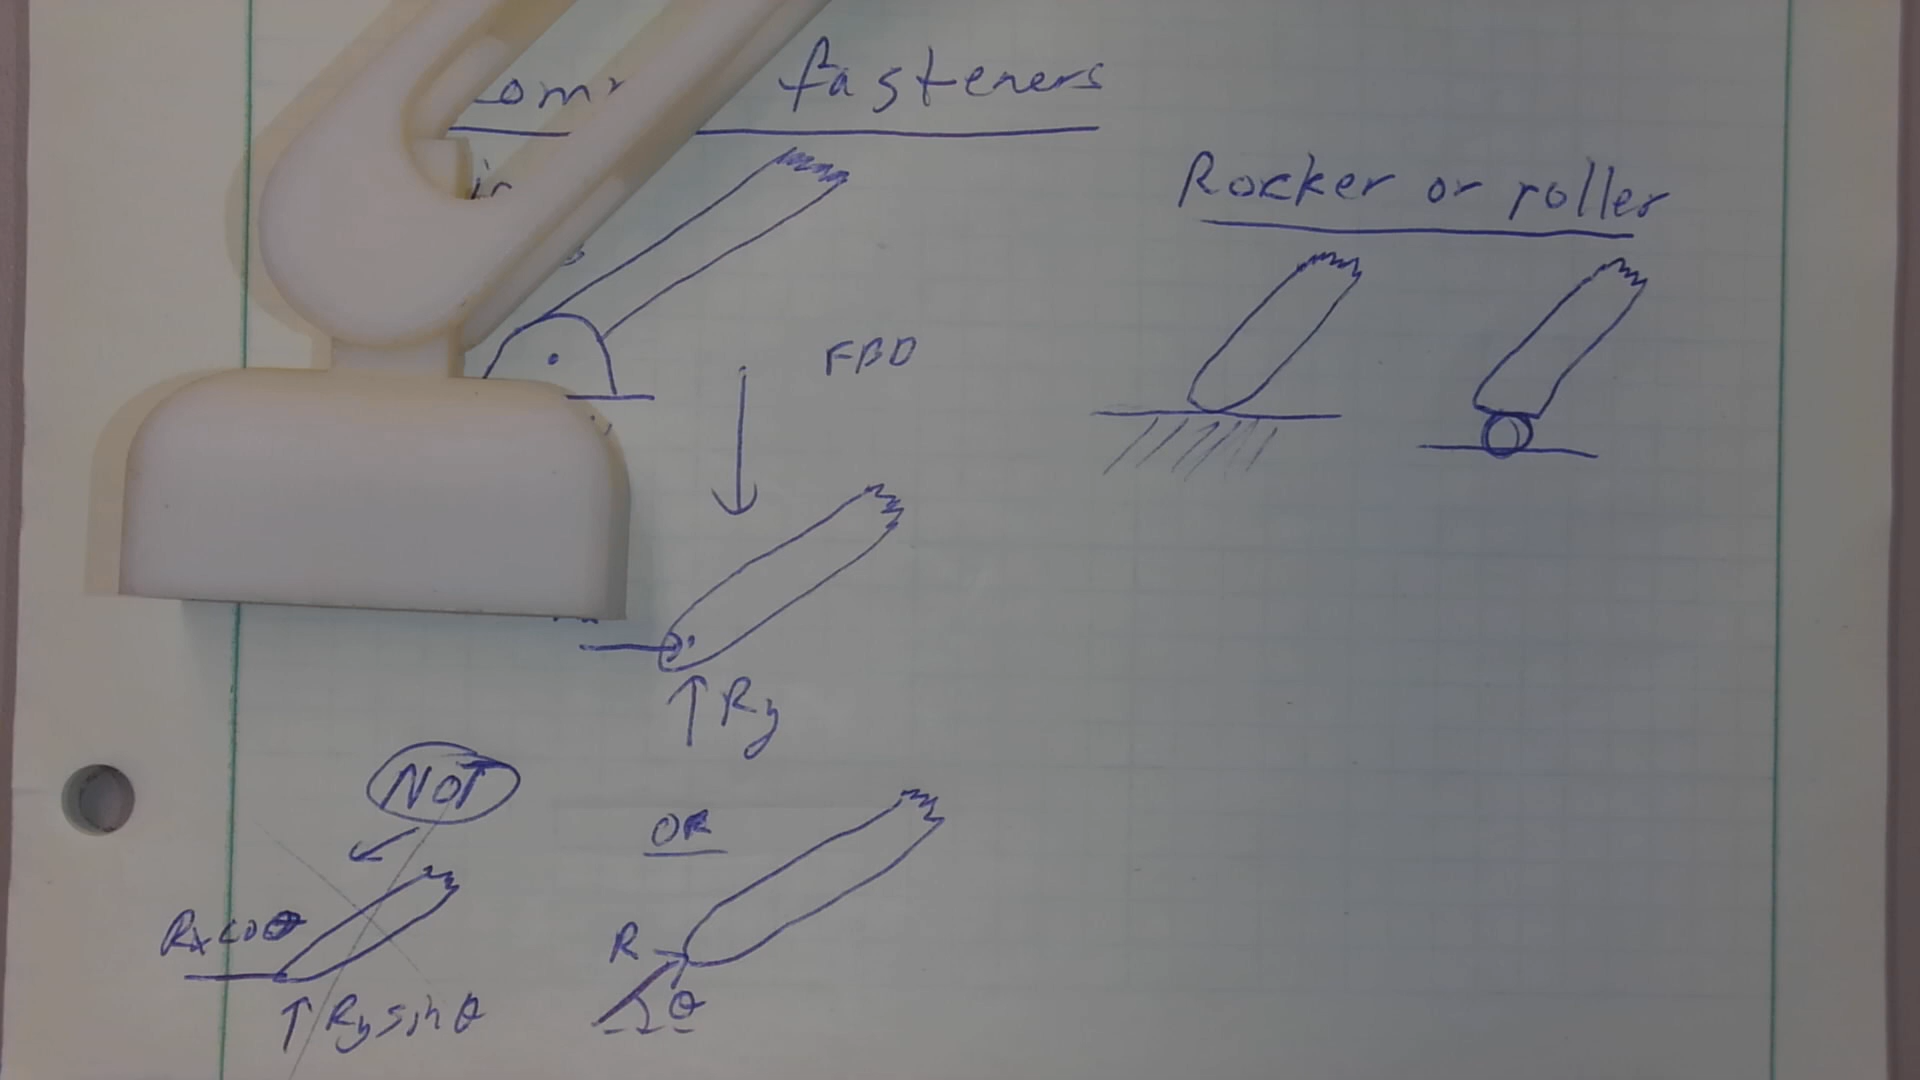 fasteners
Rocker or roller
FBD
Ry
NOT
OR
Rx cos θ
Ry sin θ
R
θ